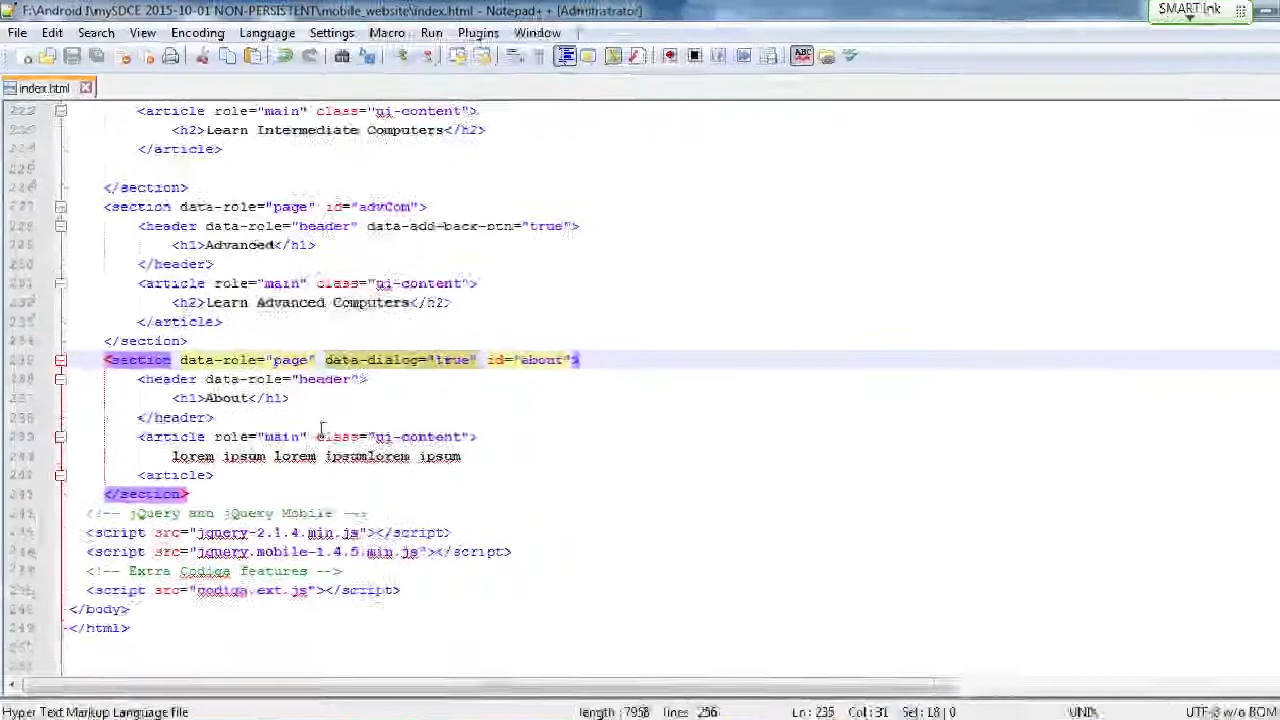 F:\Android I\mySDCE 2015-10-01 NON-PERSISTENT\mobile_website\index.html - Notepad++ [Administrator]
SMART Ink
File Edit Search View Encoding Language Settings Macro Run Plugins Window
index.html
<article role="main" class="ui-content">
<h2>Learn Intermediate Computers</h2>
</article>
</section>
<section data-role="page" id="advCom">
<header data-role="header" data-add-back-btn="true">
<h1>Advanced</h1>
</header>
<article role="main" class="ui-content">
<h2>Learn Advanced Computers</h2>
</article>
</section>
<section data-role="page" data-dialog="true" id="about">
<header data-role="header">
<h1>About</h1>
</header>
<article role="main" class="ui-content">
lorem ipsum lorem ipsumlorem ipsum
<article>
</section>
<!-- jQuery and jQuery Mobile -->
<script src="jquery-2.1.4.min.js"></script>
<script src="jquery.mobile-1.4.5.min.js"></script>
<!-- Extra Codiqa features -->
<script src="codiqa.ext.js"></script>
</body>
</html>
Hyper Text Markup Language file length : 7958 lines : 256 Ln : 235 Col : 31 Sel : 18 | 0 UTF-8 w/o BOM